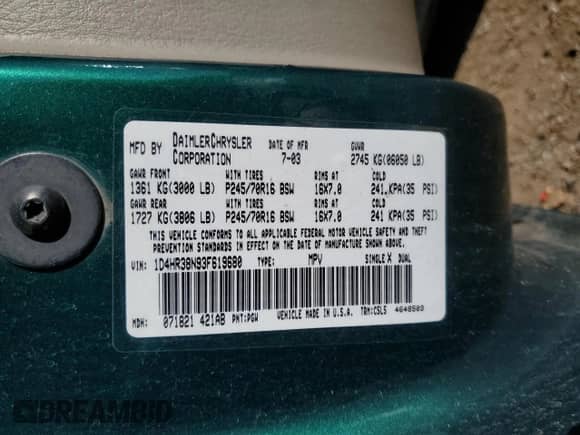 MFD BY DAIMLERCHRYSLER CORPORATION DATE OF MFR 7-03 GVWR 2745 KG(06050 LB)
GAWR FRONT WITH TIRES RIMS AT COLD
1361 KG(3000 LB) P245/70R16 BSW 16X7.0 241 KPA(35 PSI)
GAWR REAR WITH TIRES RIMS AT COLD
1727 KG(3806 LB) P245/70R16 BSW 16X7.0 241 KPA(35 PSI)
THIS VEHICLE CONFORMS TO ALL APPLICABLE
FEDERAL MOTOR VEHICLE SAFETY, BUMPER AND THEFT
PREVENTION STANDARDS IN EFFECT ON THE DATE OF MANUFACTURE SHOWN ABOVE.
VIN: 1D4HR38N93F619680 TYPE: MPV SINGLE X DUAL
MDH: 071821 421AB PNT:PGW VEHICLE MADE IN U.S.A. TRM:CSL5 4648503
DREAMBID